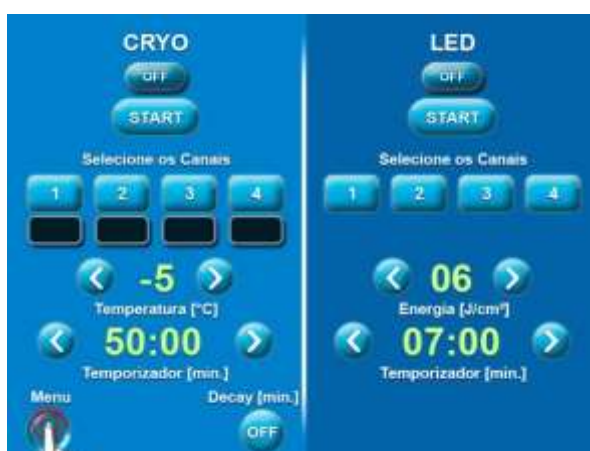 CRYO
OFF
START
Selecione os Canais
1 2 3 4
-5
Temperatura [°C]
50:00
Temporizador [min.]
Menu
Decay [min.]
OFF
LED
OFF
START
Selecione os Canais
1 2 3 4
06
Energia [J/cm²]
07:00
Temporizador [min.]